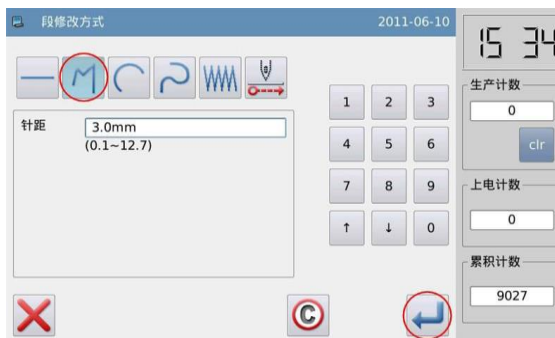 段修改方式 2011-06-10
15 34
生产计数
0
clr
针距 3.0mm
(0.1~12.7)
1 2 3
4 5 6
7 8 9
↑ ↓ 0
上电计数
0
累积计数
9027
C